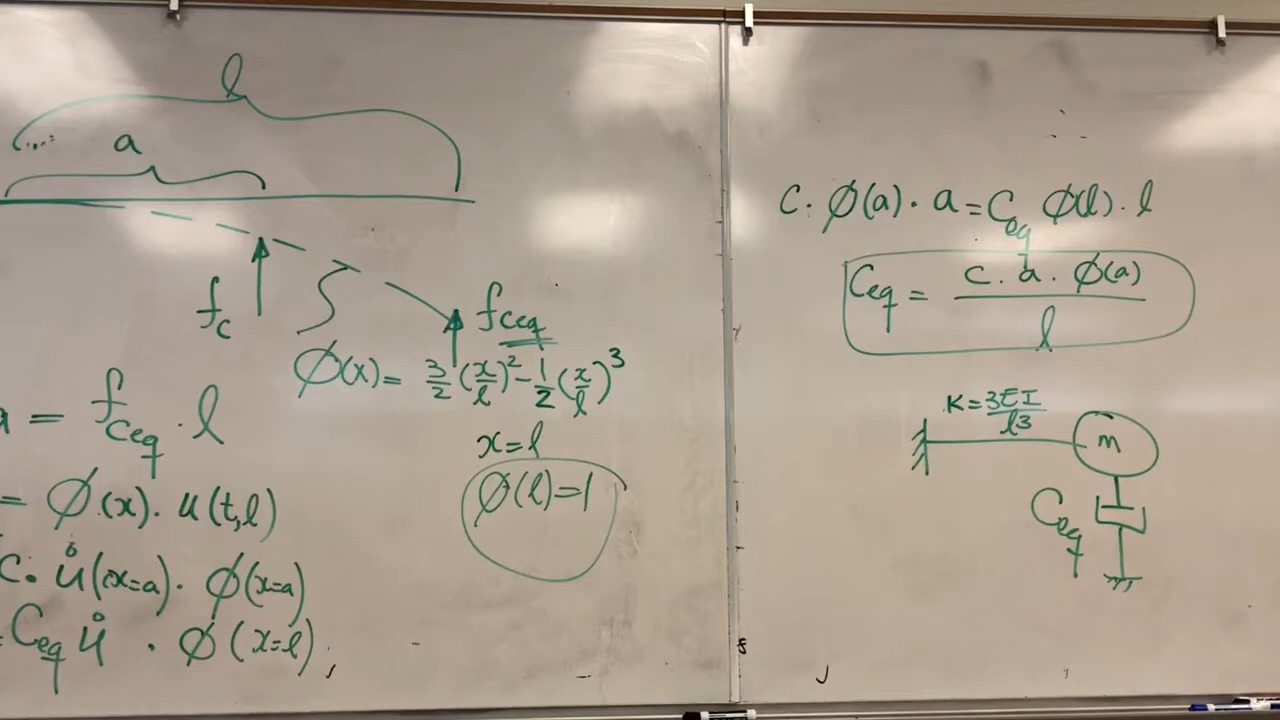 l
a
f_c
f_ceq
φ(x) = 3/2 (x/l)² - 1/2 (x/l)³
= f_ceq · l
x = l
φ(l) = 1
= φ(x) · u(t,l)
C · u̇(x=a) · φ(x=a)
C_eq u̇ · φ(x=l)
C · φ(a) · a = C_eq φ(l) · l
C_eq = c · a · φ(a) / l
K = 3EI / l3
m
C_eq